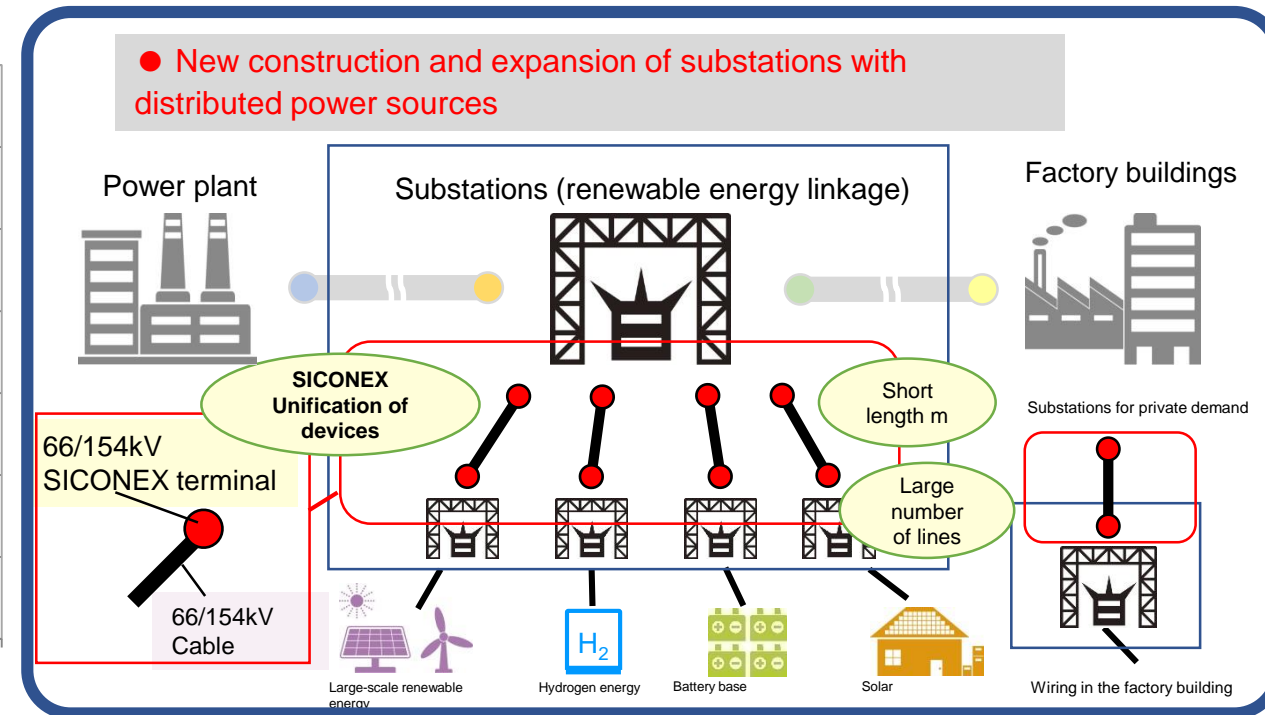 ● New construction and expansion of substations with
distributed power sources
Power plant
Substations (renewable energy linkage)
Factory buildings
SICONEX
Unification of
devices
Short
length m
Substations for private demand
66/154kV
SICONEX terminal
Large
number
of lines
66/154kV
Cable
H2
Large-scale renewable
energy
Hydrogen energy
Battery base
Solar
Wiring in the factory building